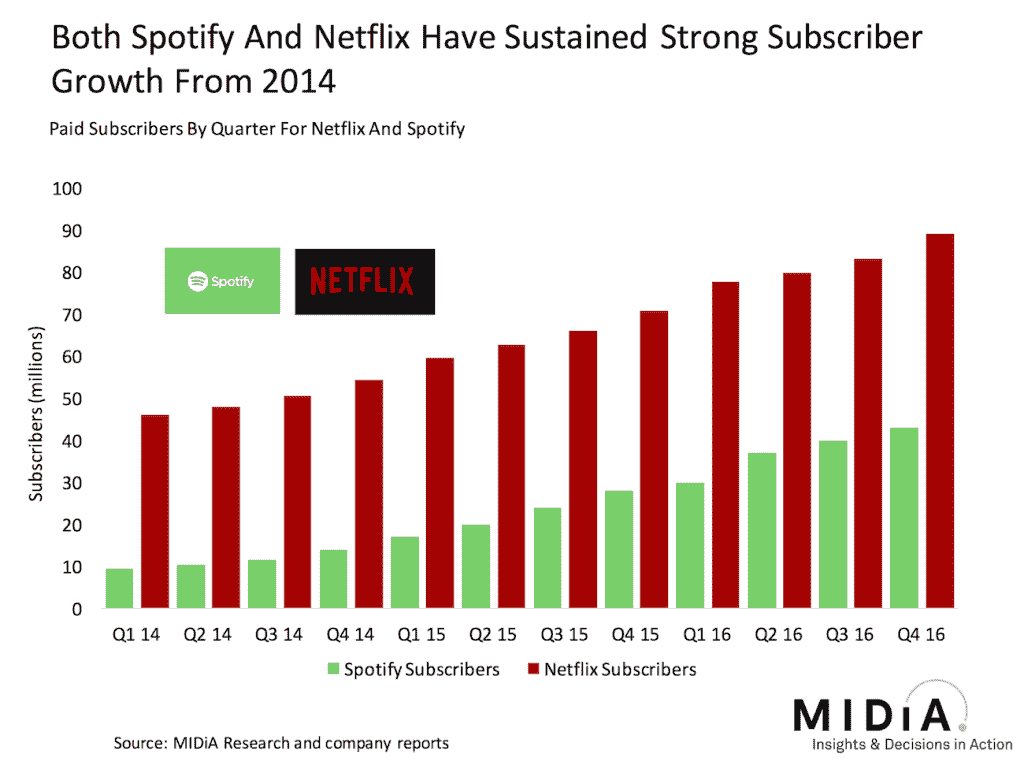 Both Spotify And Netflix Have Sustained Strong Subscriber
Growth From 2014
Paid Subscribers By Quarter For Netflix And Spotify
Subscribers (millions)
100
90
80
70
60
50
40
30
20
10
0
Spotify
NETFLIX
Q1 14 Q2 14 Q3 14 Q4 14 Q1 15 Q2 15 Q3 15 Q4 15 Q1 16 Q2 16 Q3 16 Q4 16
Spotify Subscribers Netflix Subscribers
Source: MIDiA Research and company reports
MIDiA
Insights & Decisions in Action